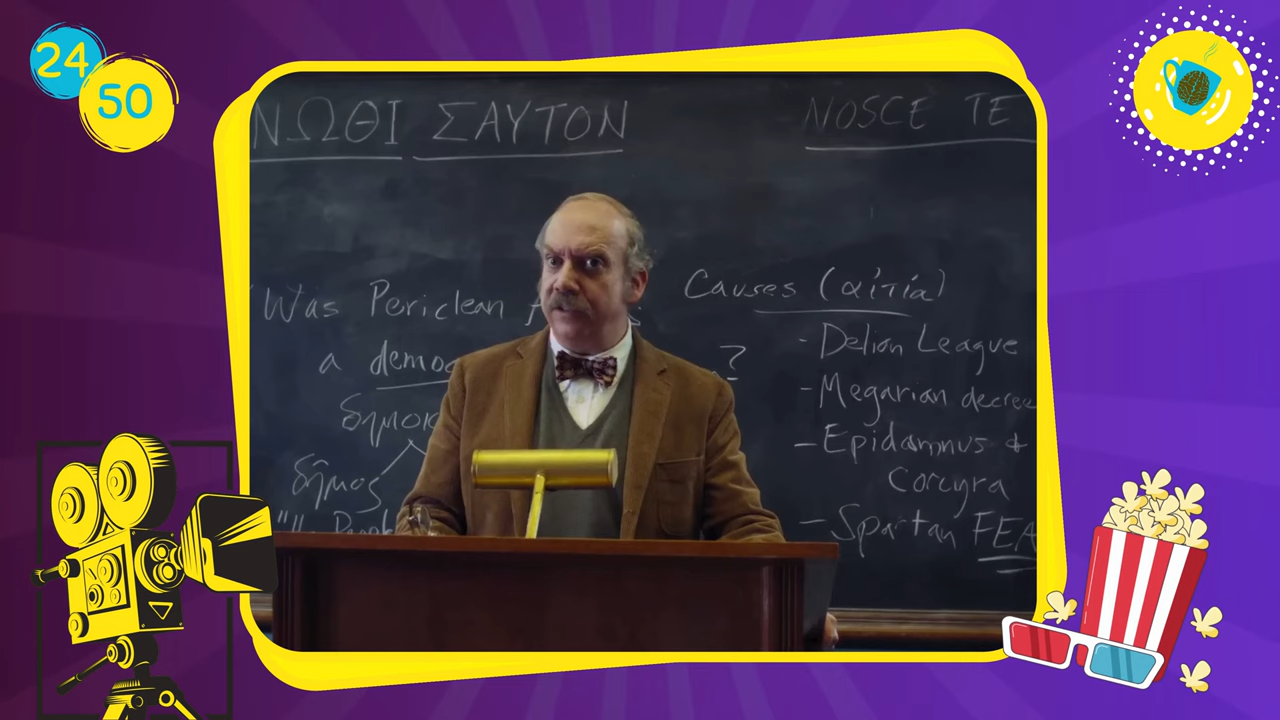 24
50
ΝΩΘΙ ΣΑΥΤΟΝ
NOSCE TE
Was Periclean
a democ
?
δημοκ
δῆμος
Causes (αἰτία)
- Delian League
- Megarian decree
- Epidamnus &
Corcyra
- Spartan FEA